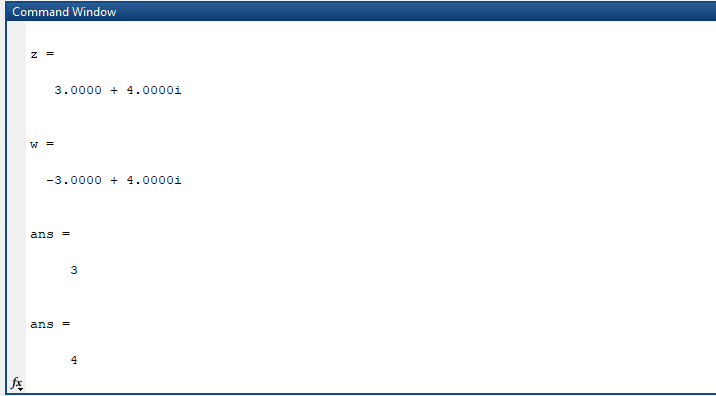 Command Window
z =
3.0000 + 4.0000i
w =
-3.0000 + 4.0000i
ans =
3
ans =
4
fx